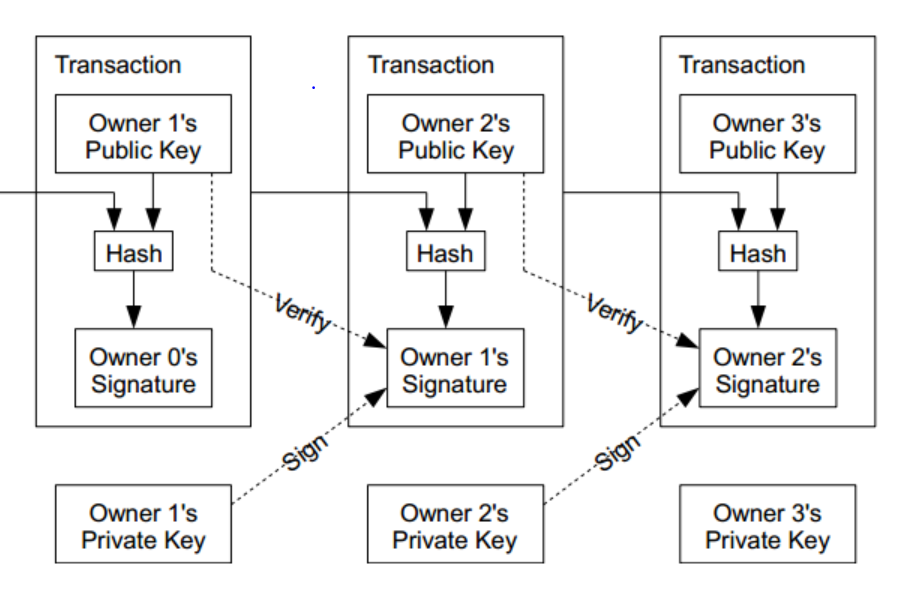 Transaction
Owner 1's
Public Key
Hash
Verify
Owner 0's
Signature
Sign
Owner 1's
Private Key
Transaction
Owner 2's
Public Key
Hash
Verify
Owner 1's
Signature
Sign
Owner 2's
Private Key
Transaction
Owner 3's
Public Key
Hash
Owner 2's
Signature
Owner 3's
Private Key